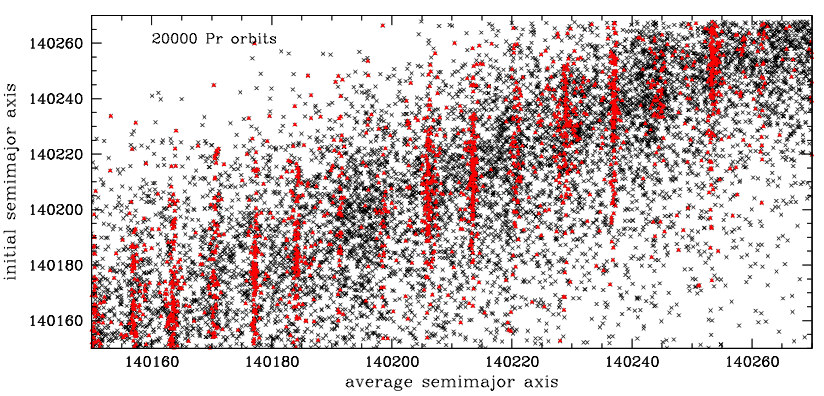 20000 Pr orbits
initial semimajor axis
140260
140240
140220
140200
140180
140160
140160 140180 140200 140220 140240 140260
average semimajor axis